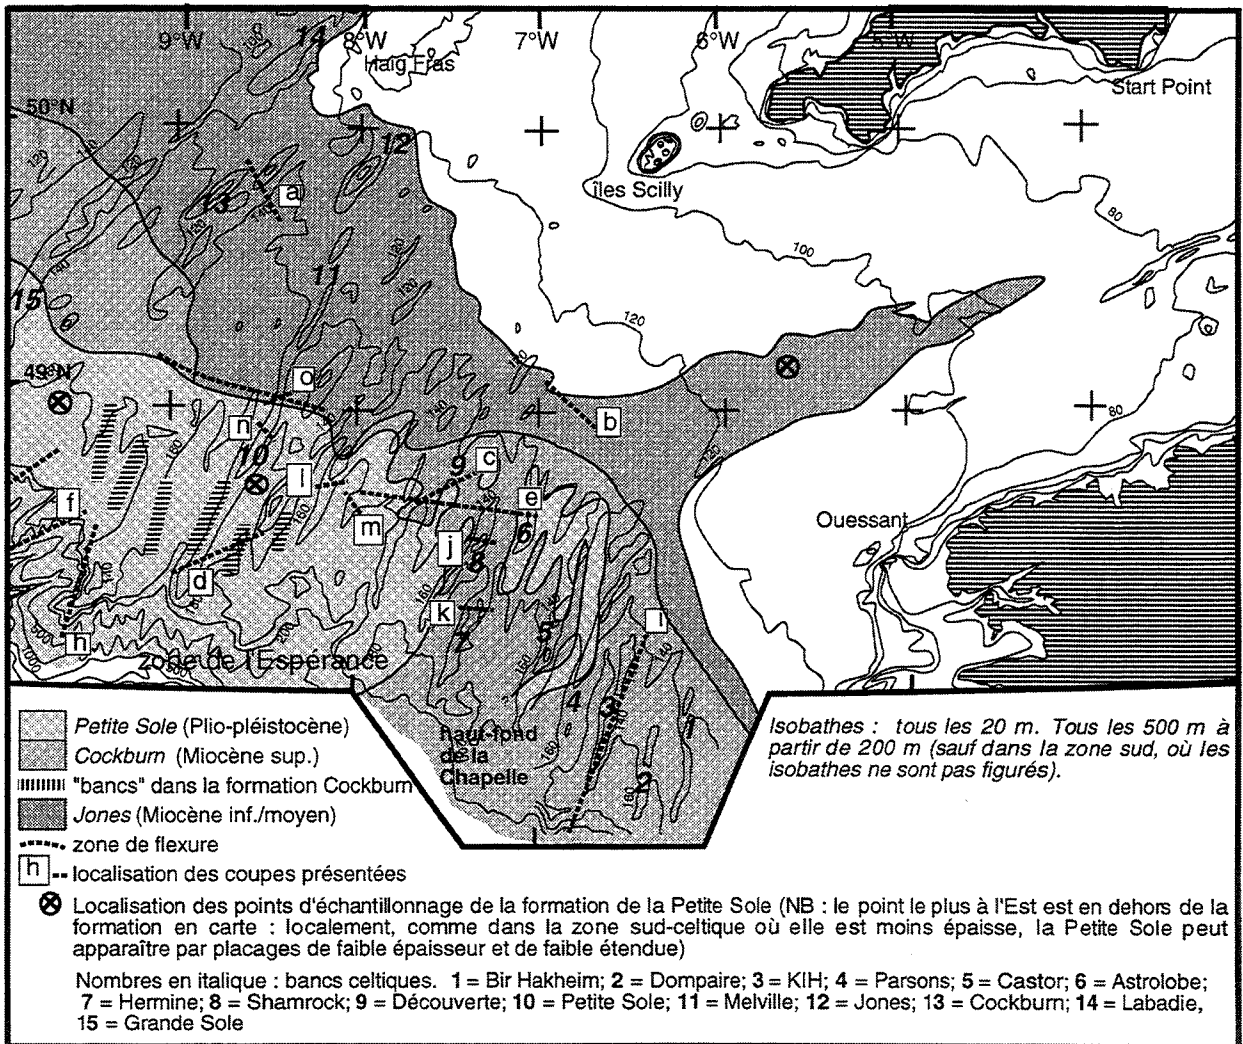 9°W
8°W
7°W
6°W
5°W
14
Haig Fras
Start Point
50°N
12
îles Scilly
13
a
11
15
49°N
o
n
b
10
l
9
c
e
f
m
6
j
8
Ouessant
d
k
7
5
i
h
zone de l'Espérance
4
3
haut-fond
de la
Chapelle
1
2
120
140
160
100
80
200
500
1000
Petite Sole (Plio-pléistocène)
Cockburn (Miocène sup.)
"bancs" dans la formation Cockburn
Jones (Miocène inf./moyen)
zone de flexure
h localisation des coupes présentées
Isobathes : tous les 20 m. Tous les 500 m à
partir de 200 m (sauf dans la zone sud, où les
isobathes ne sont pas figurés).
Localisation des points d'échantillonnage de la formation de la Petite Sole (NB : le point le plus à l'Est est en dehors de la
formation en carte : localement, comme dans la zone sud-celtique où elle est moins épaisse, la Petite Sole peut
apparaître par placages de faible épaisseur et de faible étendue)
Nombres en italique : bancs celtiques. 1 = Bir Hakheim; 2 = Dompaire; 3 = KIH; 4 = Parsons; 5 = Castor; 6 = Astrolobe;
7 = Hermine; 8 = Shamrock; 9 = Découverte; 10 = Petite Sole; 11 = Melville; 12 = Jones; 13 = Cockburn; 14 = Labadie,
15 = Grande Sole